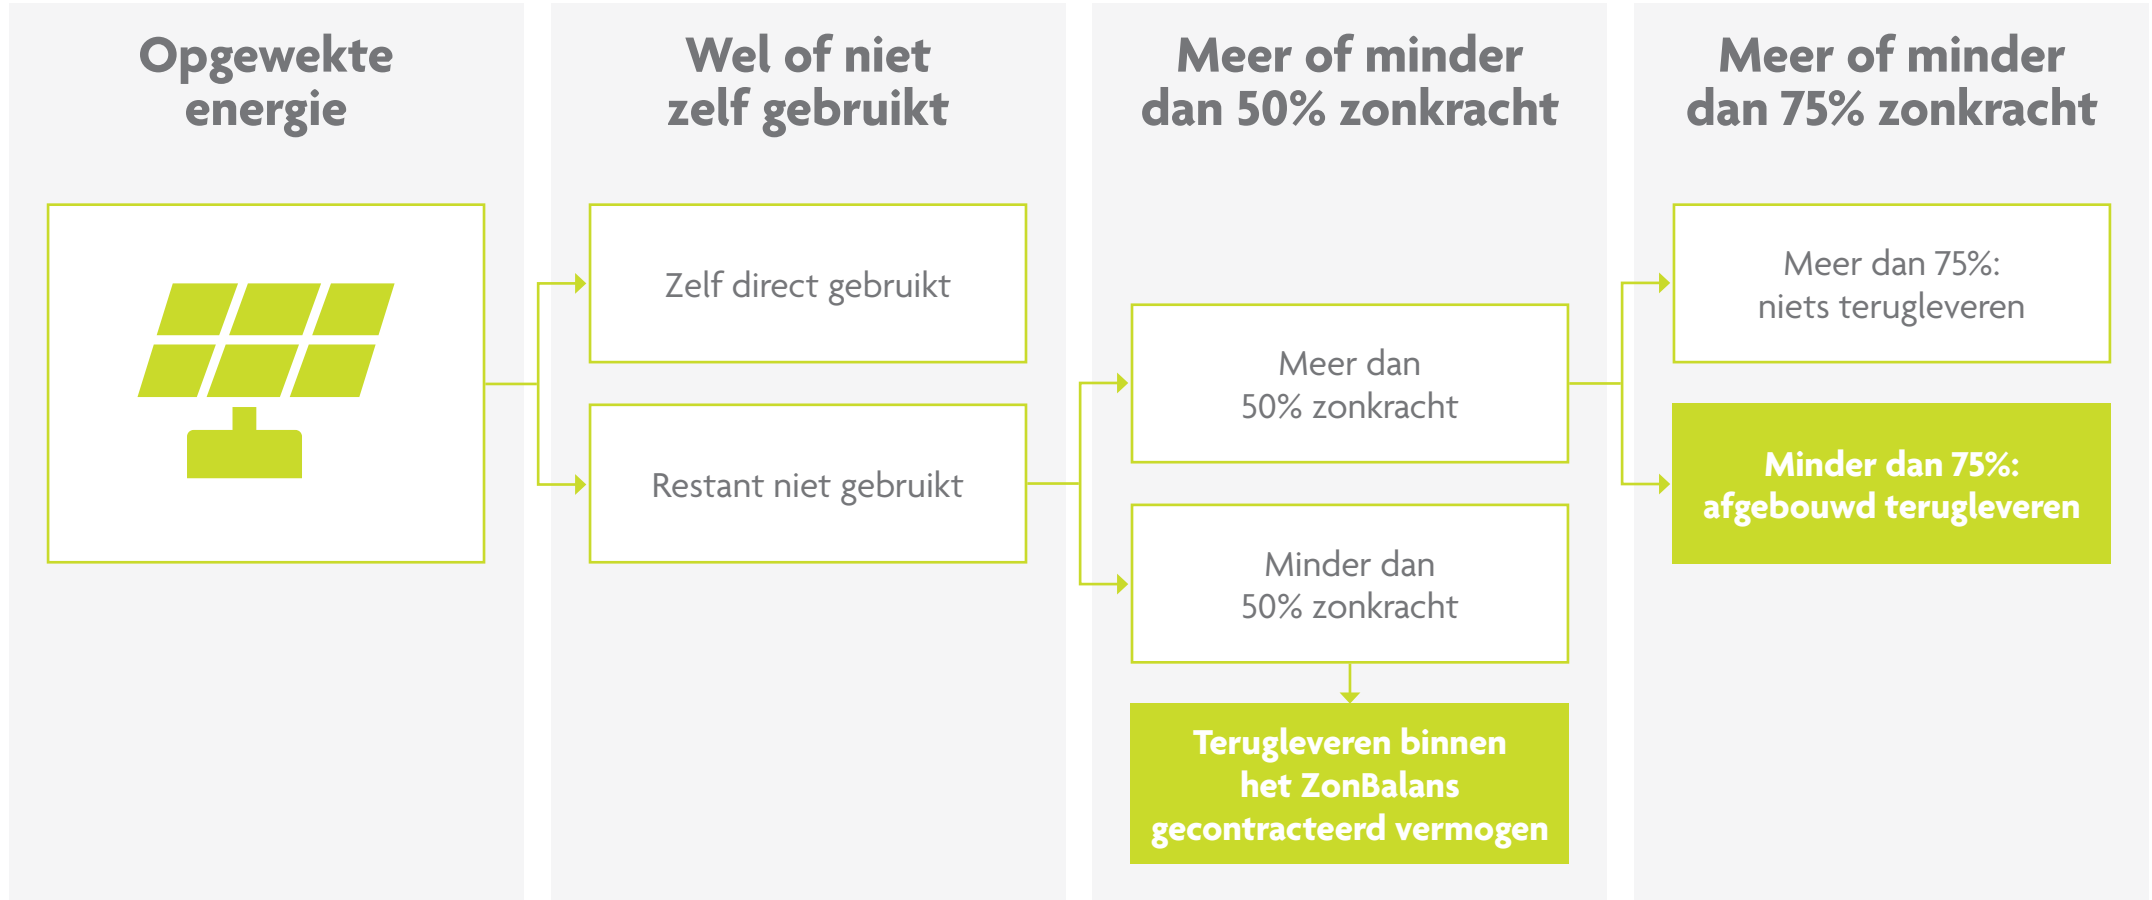 Opgewekte
energie
Wel of niet
zelf gebruikt
Meer of minder
dan 50% zonkracht
Meer of minder
dan 75% zonkracht
Zelf direct gebruikt
Restant niet gebruikt
Meer dan
50% zonkracht
Minder dan
50% zonkracht
Terugleveren binnen
het ZonBalans
gecontracteerd vermogen
Meer dan 75%:
niets terugleveren
Minder dan 75%:
afgebouwd terugleveren